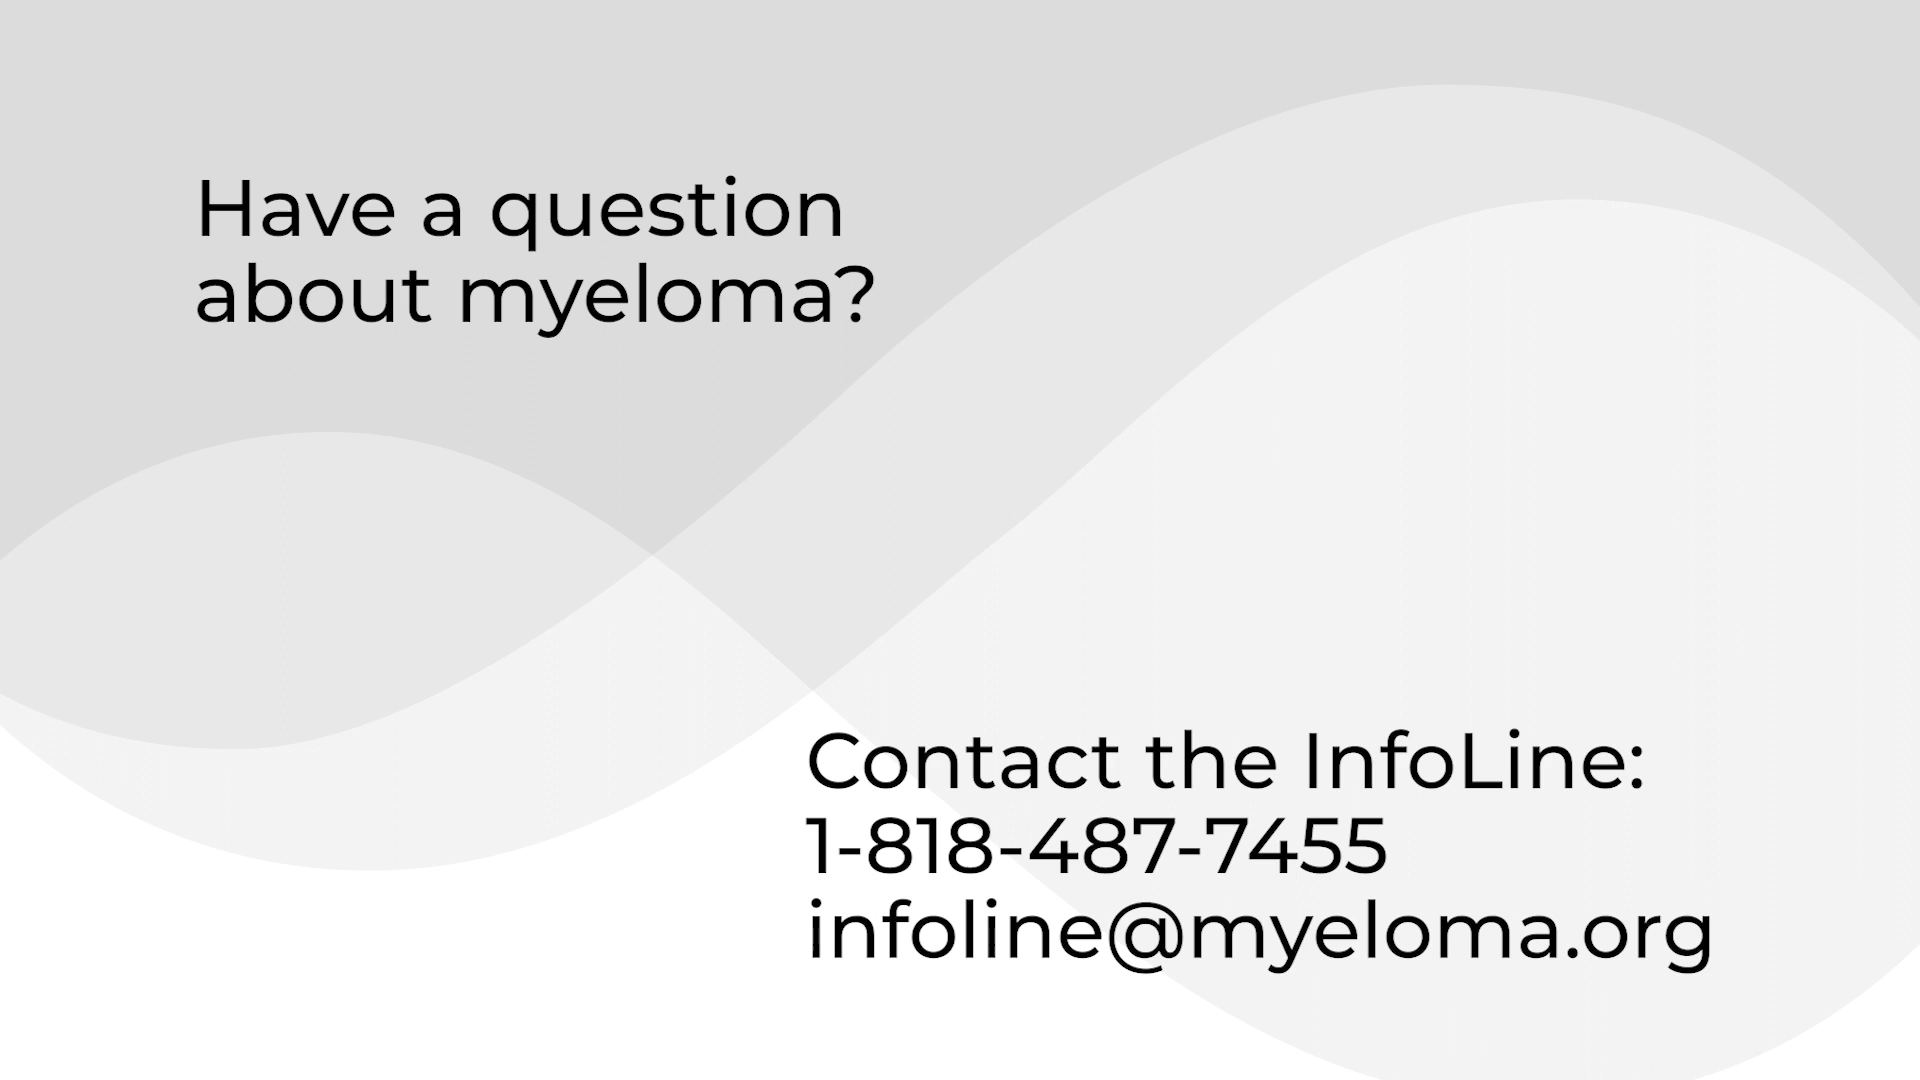 Have a question
about myeloma?
Contact the InfoLine:
1-818-487-7455
infoline@myeloma.org